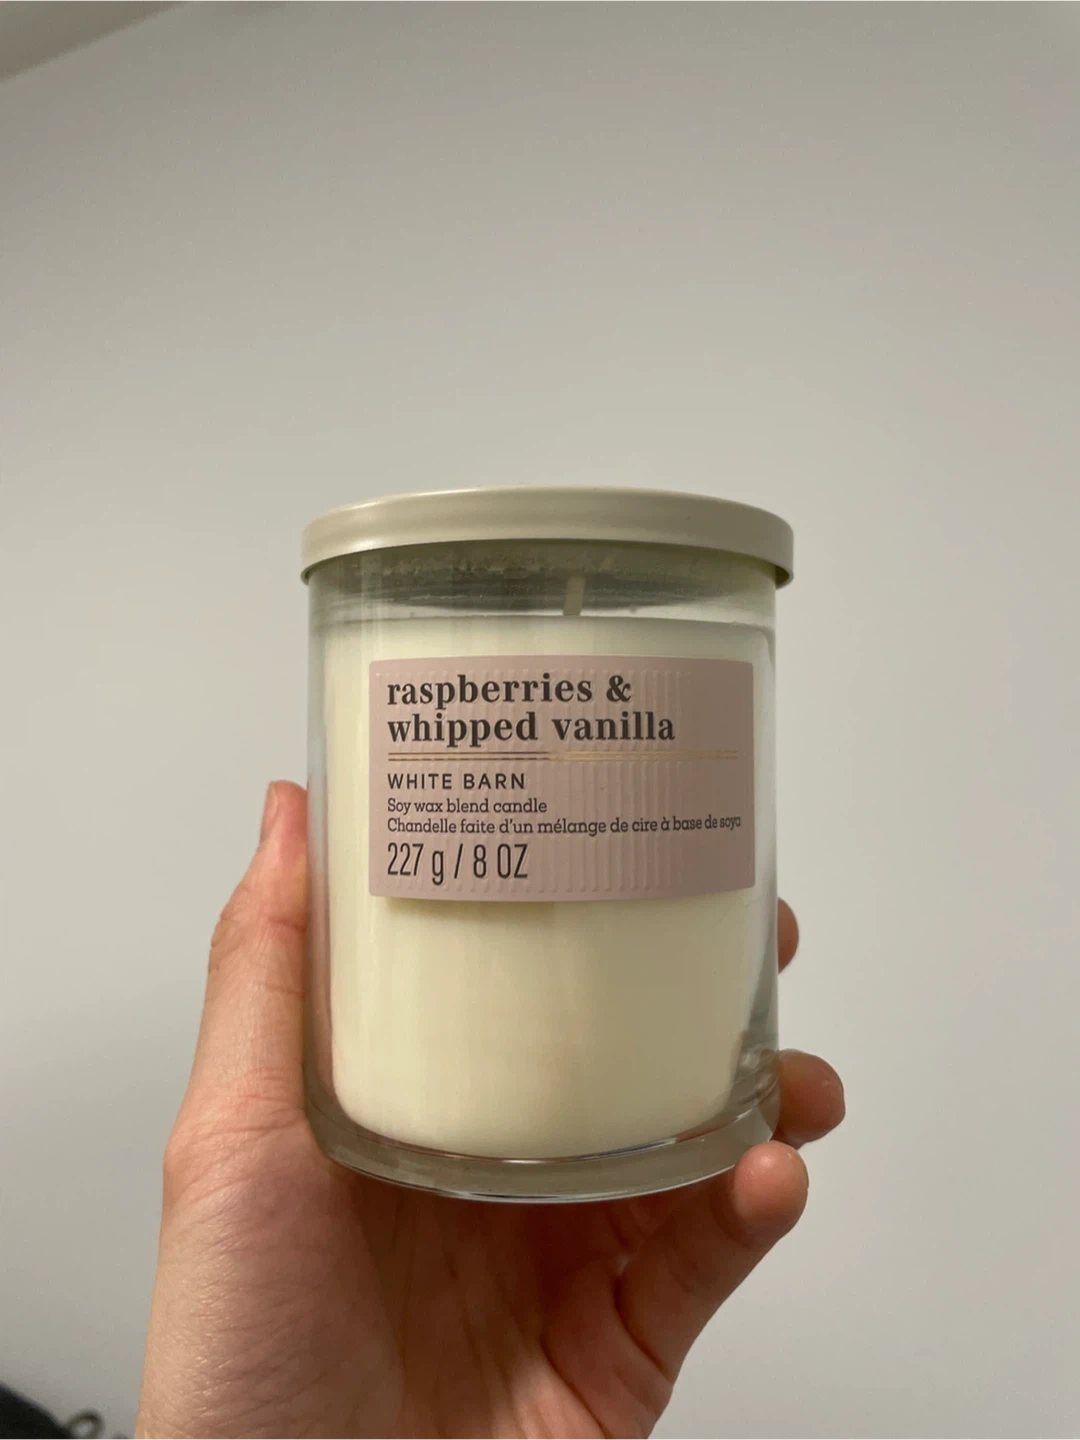 raspberries &
whipped vanilla
WHITE BARN
Soy wax blend candle
Chandelle faite d'un mélange de cire à base de soya
227 g / 8 OZ